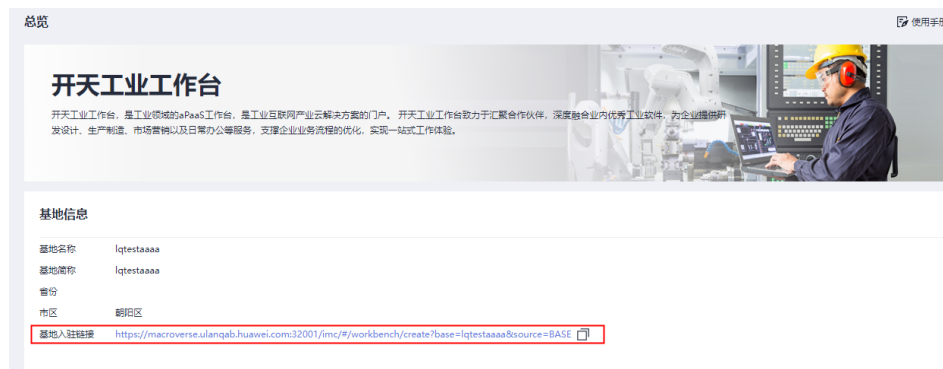 总览
使用手册
开天工业工作台
开天工业工作台，是工业领域的aPaaS工作台，是工业互联网产业云解决方案的门户。 开天工业工作台致力于汇聚合作伙伴，深度融合业内优秀工业软件，为企业提供研
发设计、生产制造、市场营销以及日常办公等服务，支撑企业业务流程的优化，实现一站式工作体验。
基地信息
基地名称 lqtestaaaa
基地简称 lqtestaaaa
省份
市区 朝阳区
基地入驻链接 https://macroverse.ulanqab.huawei.com:32001/imc/#/workbench/create?base=lqtestaaaa&source=BASE